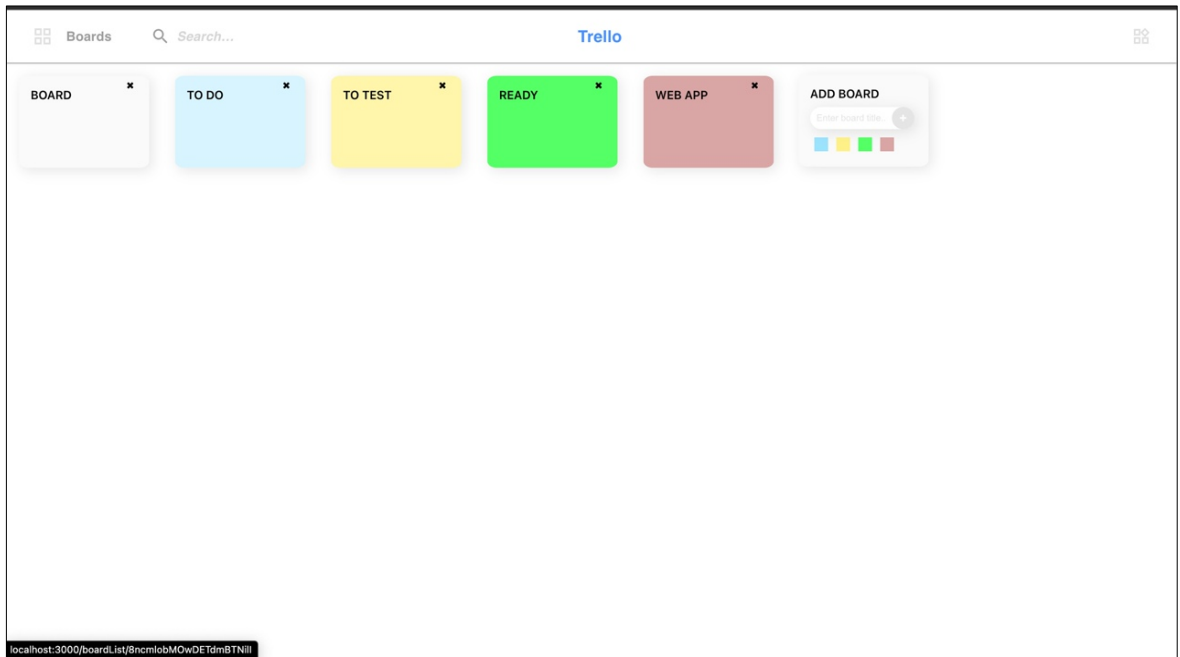 Boards
Search...
Trello
BOARD
TO DO
TO TEST
READY
WEB APP
ADD BOARD
Enter board title..
localhost:3000/boardList/8ncmlobMOwDETdmBTNill